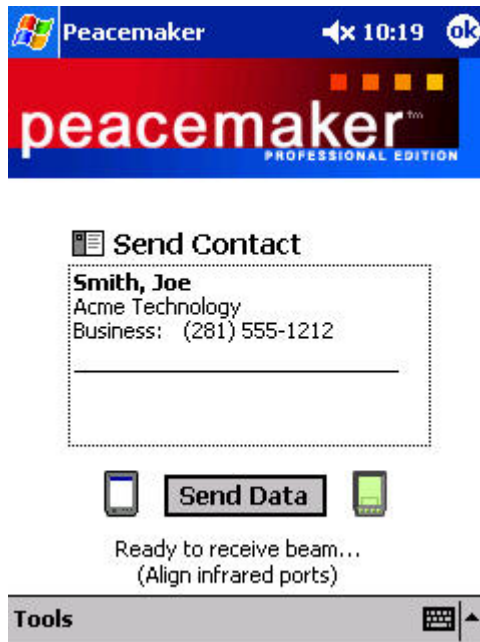 Peacemaker 10:19 ok
peacemaker™
PROFESSIONAL EDITION
Send Contact
Smith, Joe
Acme Technology
Business: (281) 555-1212
Send Data
Ready to receive beam...
(Align infrared ports)
Tools